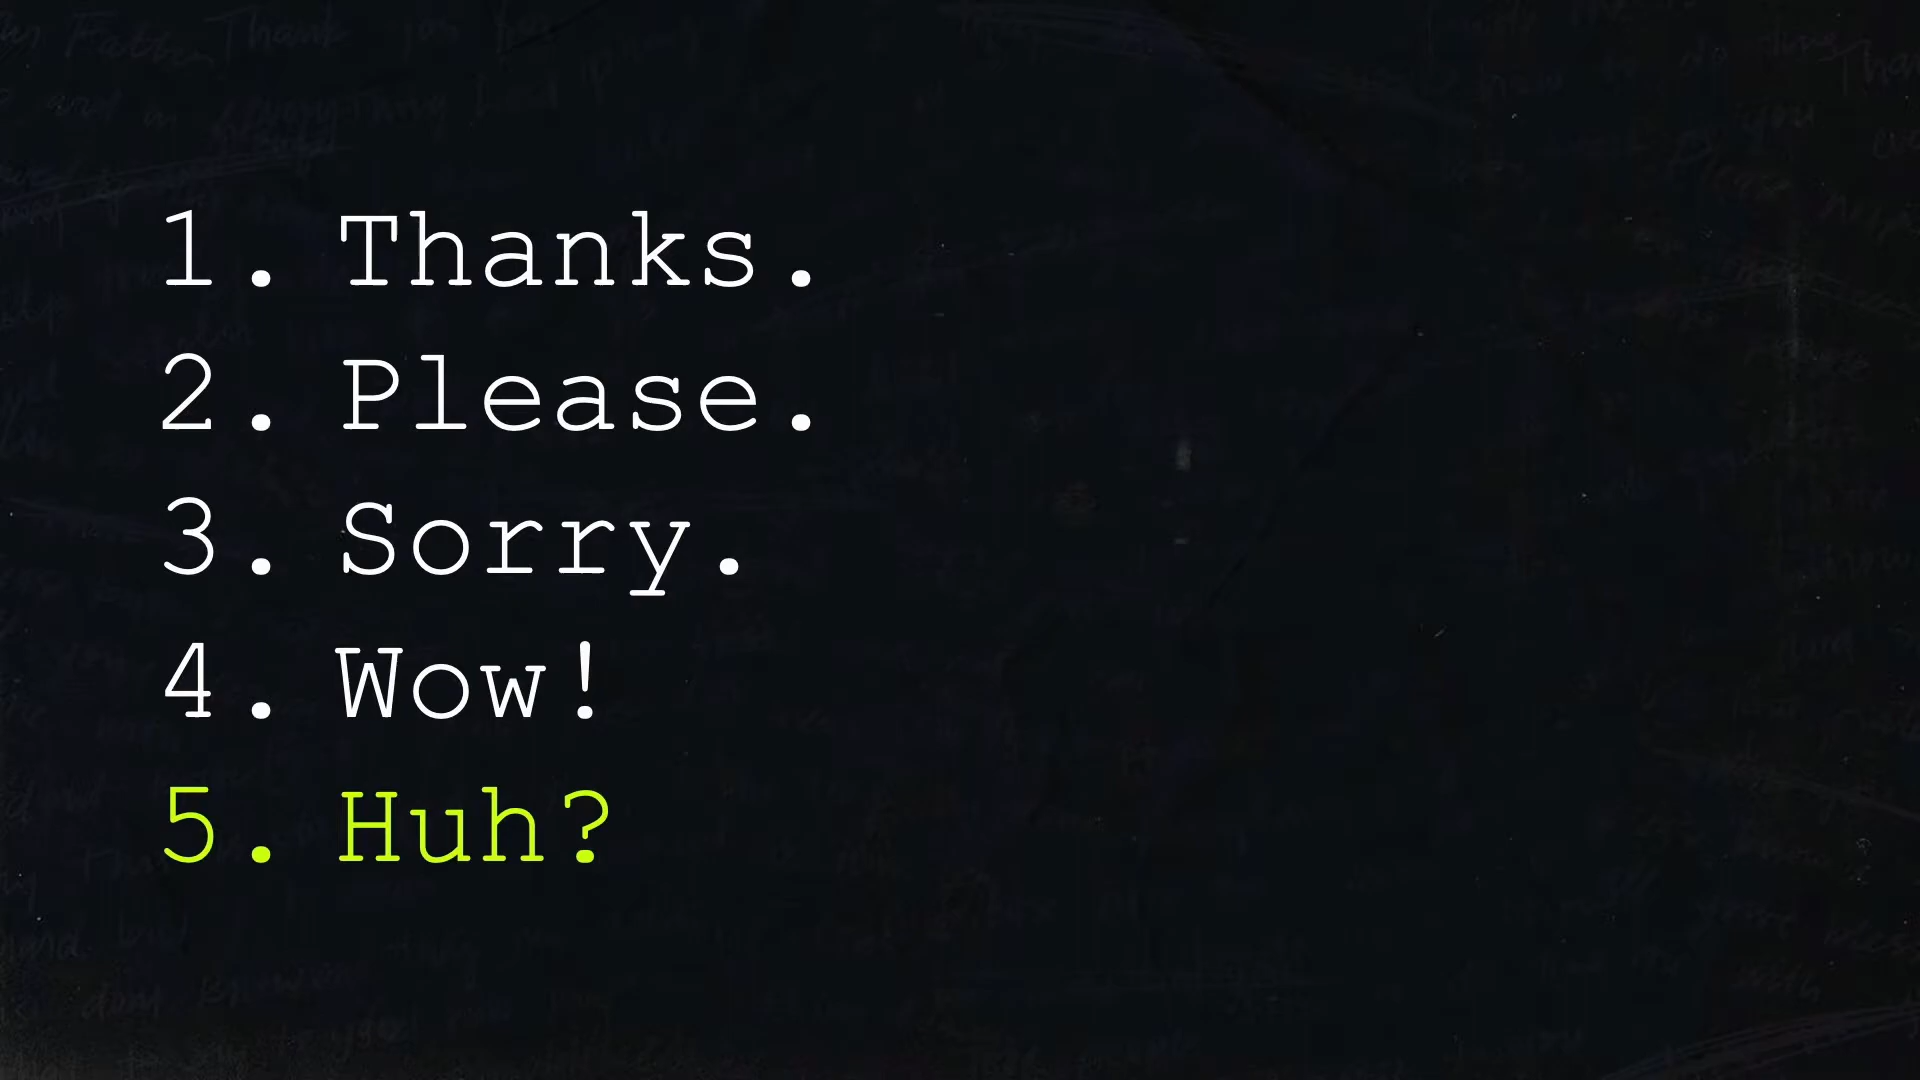 1. Thanks.
2. Please.
3. Sorry.
4. Wow!
5. Huh?